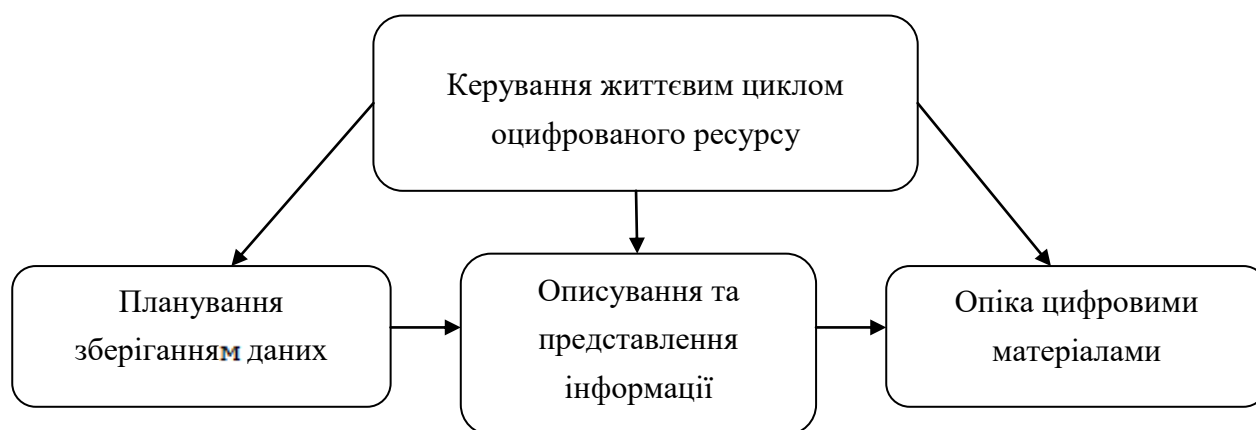 Керування життєвим циклом
оцифрованого ресурсу
Планування
зберіганням даних
Описування та
представлення
інформації
Опіка цифровими
матеріалами